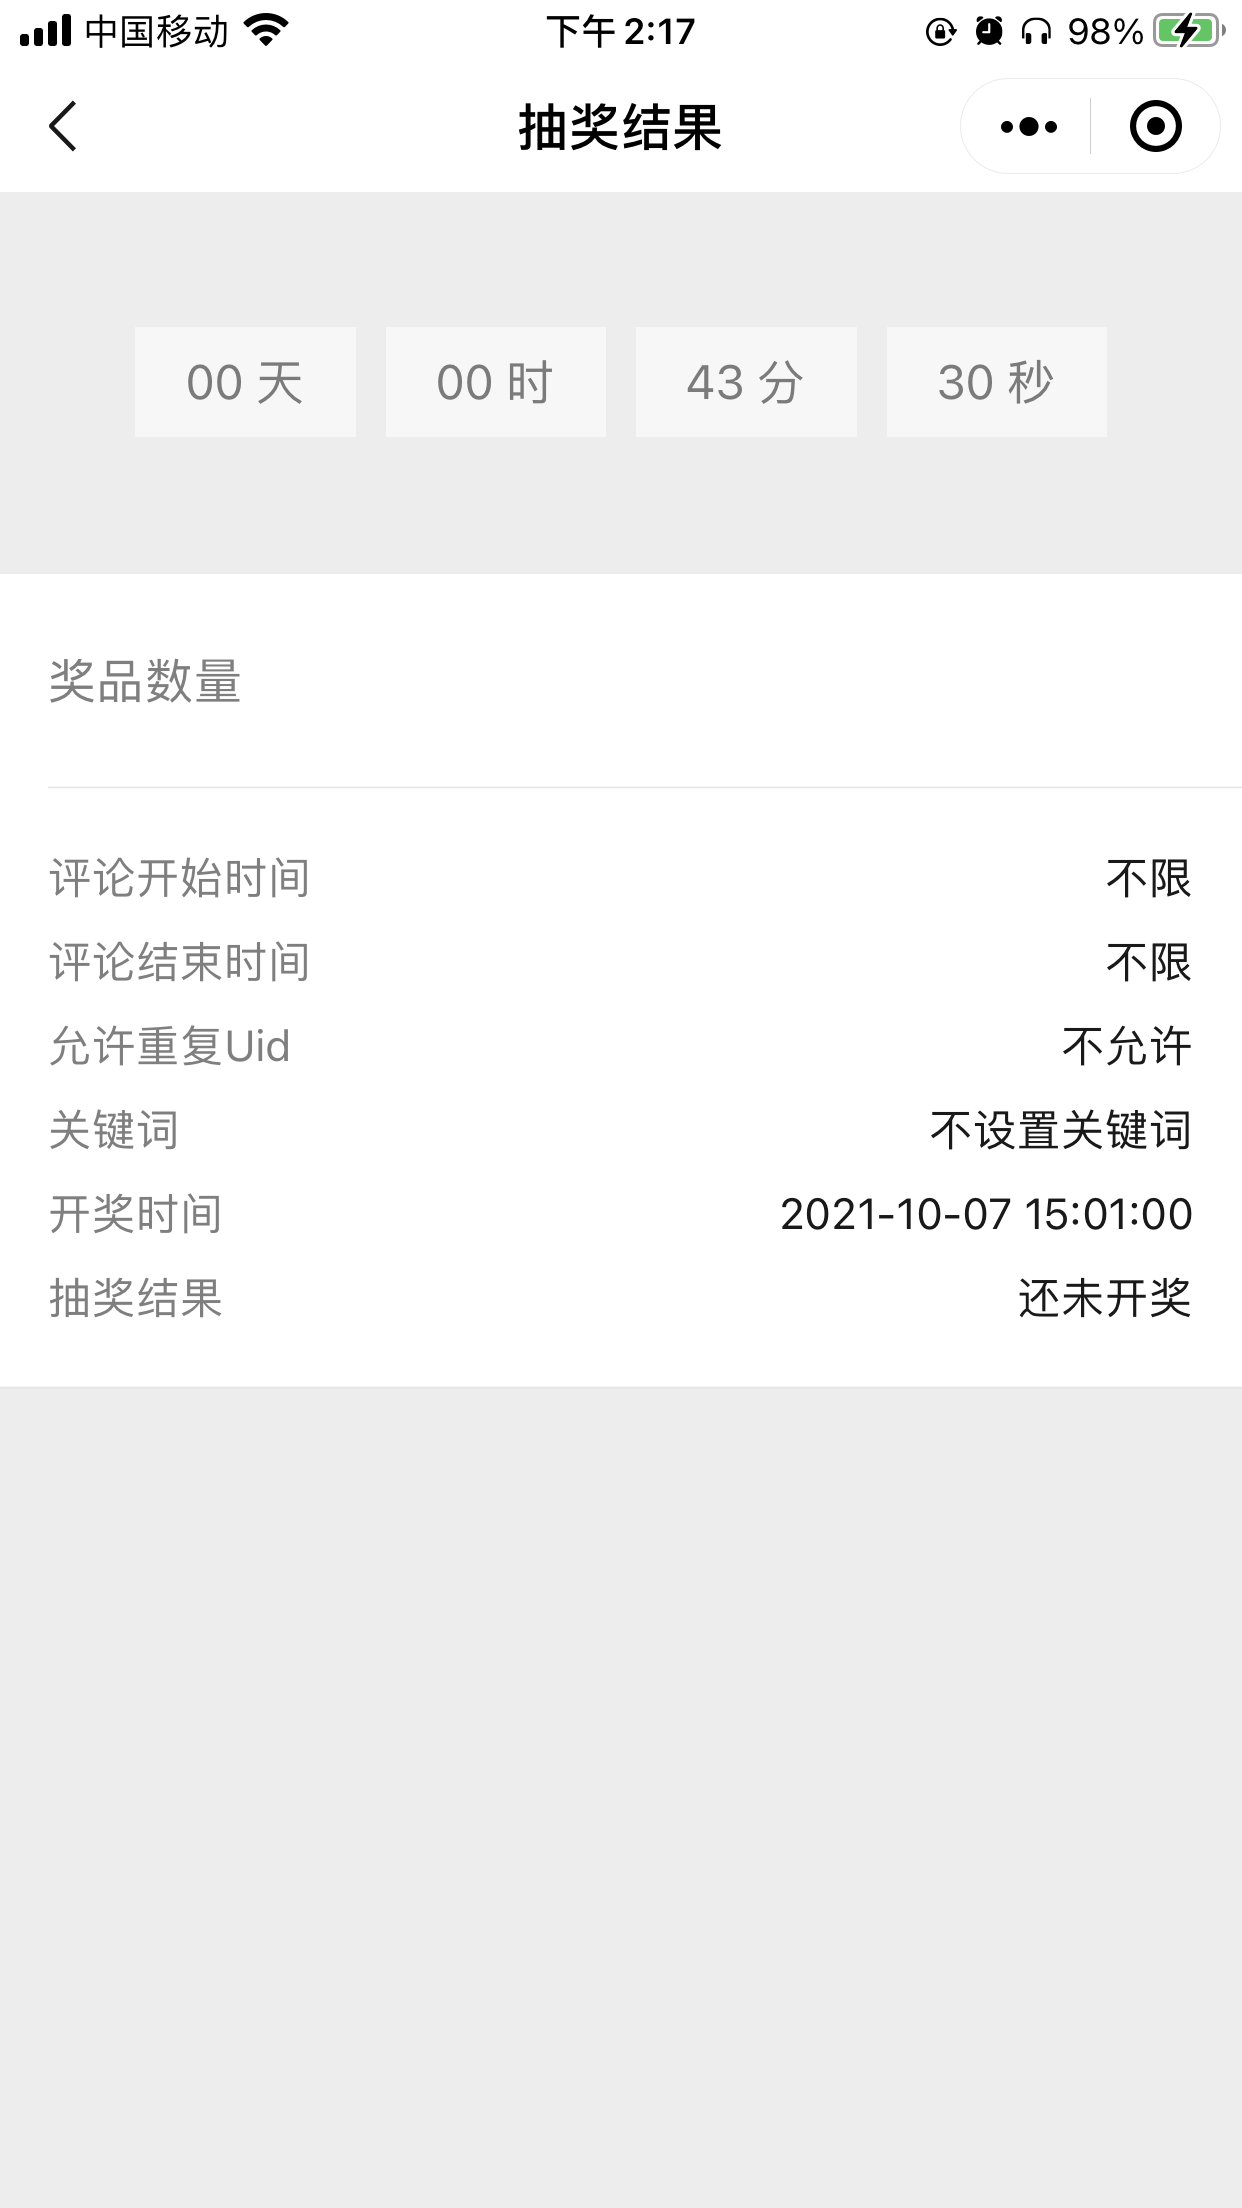 中国移动 下午 2:17 98%
抽奖结果
00 天 00 时 43 分 30 秒
奖品数量
评论开始时间 不限
评论结束时间 不限
允许重复Uid 不允许
关键词 不设置关键词
开奖时间 2021-10-07 15:01:00
抽奖结果 还未开奖